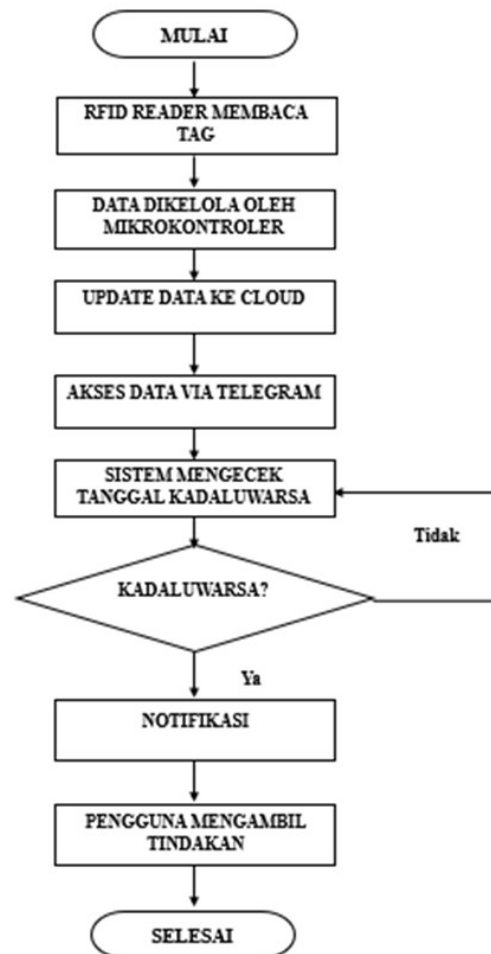 MULAI
RFID READER MEMBACA
TAG
DATA DIKELOLA OLEH
MIKROKONTROLER
UPDATE DATA KE CLOUD
AKSES DATA VIA TELEGRAM
SISTEM MENGECEK
TANGGAL KADALUWARSA
Tidak
KADALUWARSA?
Ya
NOTIFIKASI
PENGGUNA MENGAMBIL
TINDAKAN
SELESAI